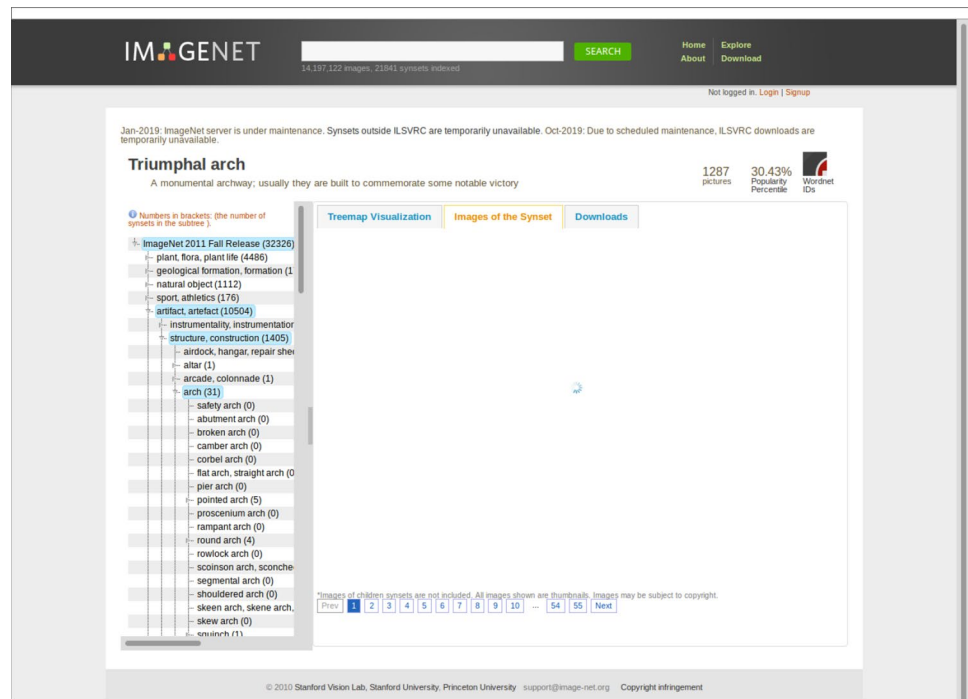 IMAGENET
SEARCH
14,197,122 images, 21841 synsets indexed
Home Explore
About Download
Not logged in. Login | Signup
Jan-2019: ImageNet server is under maintenance. Synsets outside ILSVRC are temporarily unavailable. Oct-2019: Due to scheduled maintenance, ILSVRC downloads are
temporarily unavailable.
Triumphal arch
A monumental archway; usually they are built to commemorate some notable victory
1287
pictures
30.43%
Popularity
Percentile
Wordnet
IDs
Numbers in brackets: (the number of
synsets in the subtree ).
ImageNet 2011 Fall Release (32326)
plant, flora, plant life (4486)
geological formation, formation (1
natural object (1112)
sport, athletics (176)
artifact, artefact (10504)
instrumentality, instrumentation
structure, construction (1405)
airdock, hangar, repair shed
altar (1)
arcade, colonnade (1)
arch (31)
safety arch (0)
abutment arch (0)
broken arch (0)
camber arch (0)
corbel arch (0)
flat arch, straight arch (0
pier arch (0)
pointed arch (5)
proscenium arch (0)
rampant arch (0)
round arch (4)
rowlock arch (0)
scoinson arch, sconche
segmental arch (0)
shouldered arch (0)
skeen arch, skene arch,
skew arch (0)
squinch (1)
Treemap Visualization Images of the Synset Downloads
*Images of children synsets are not included. All images shown are thumbnails. Images may be subject to copyright.
Prev 1 2 3 4 5 6 7 8 9 10 ... 54 55 Next
© 2010 Stanford Vision Lab, Stanford University, Princeton University support@image-net.org Copyright infringement